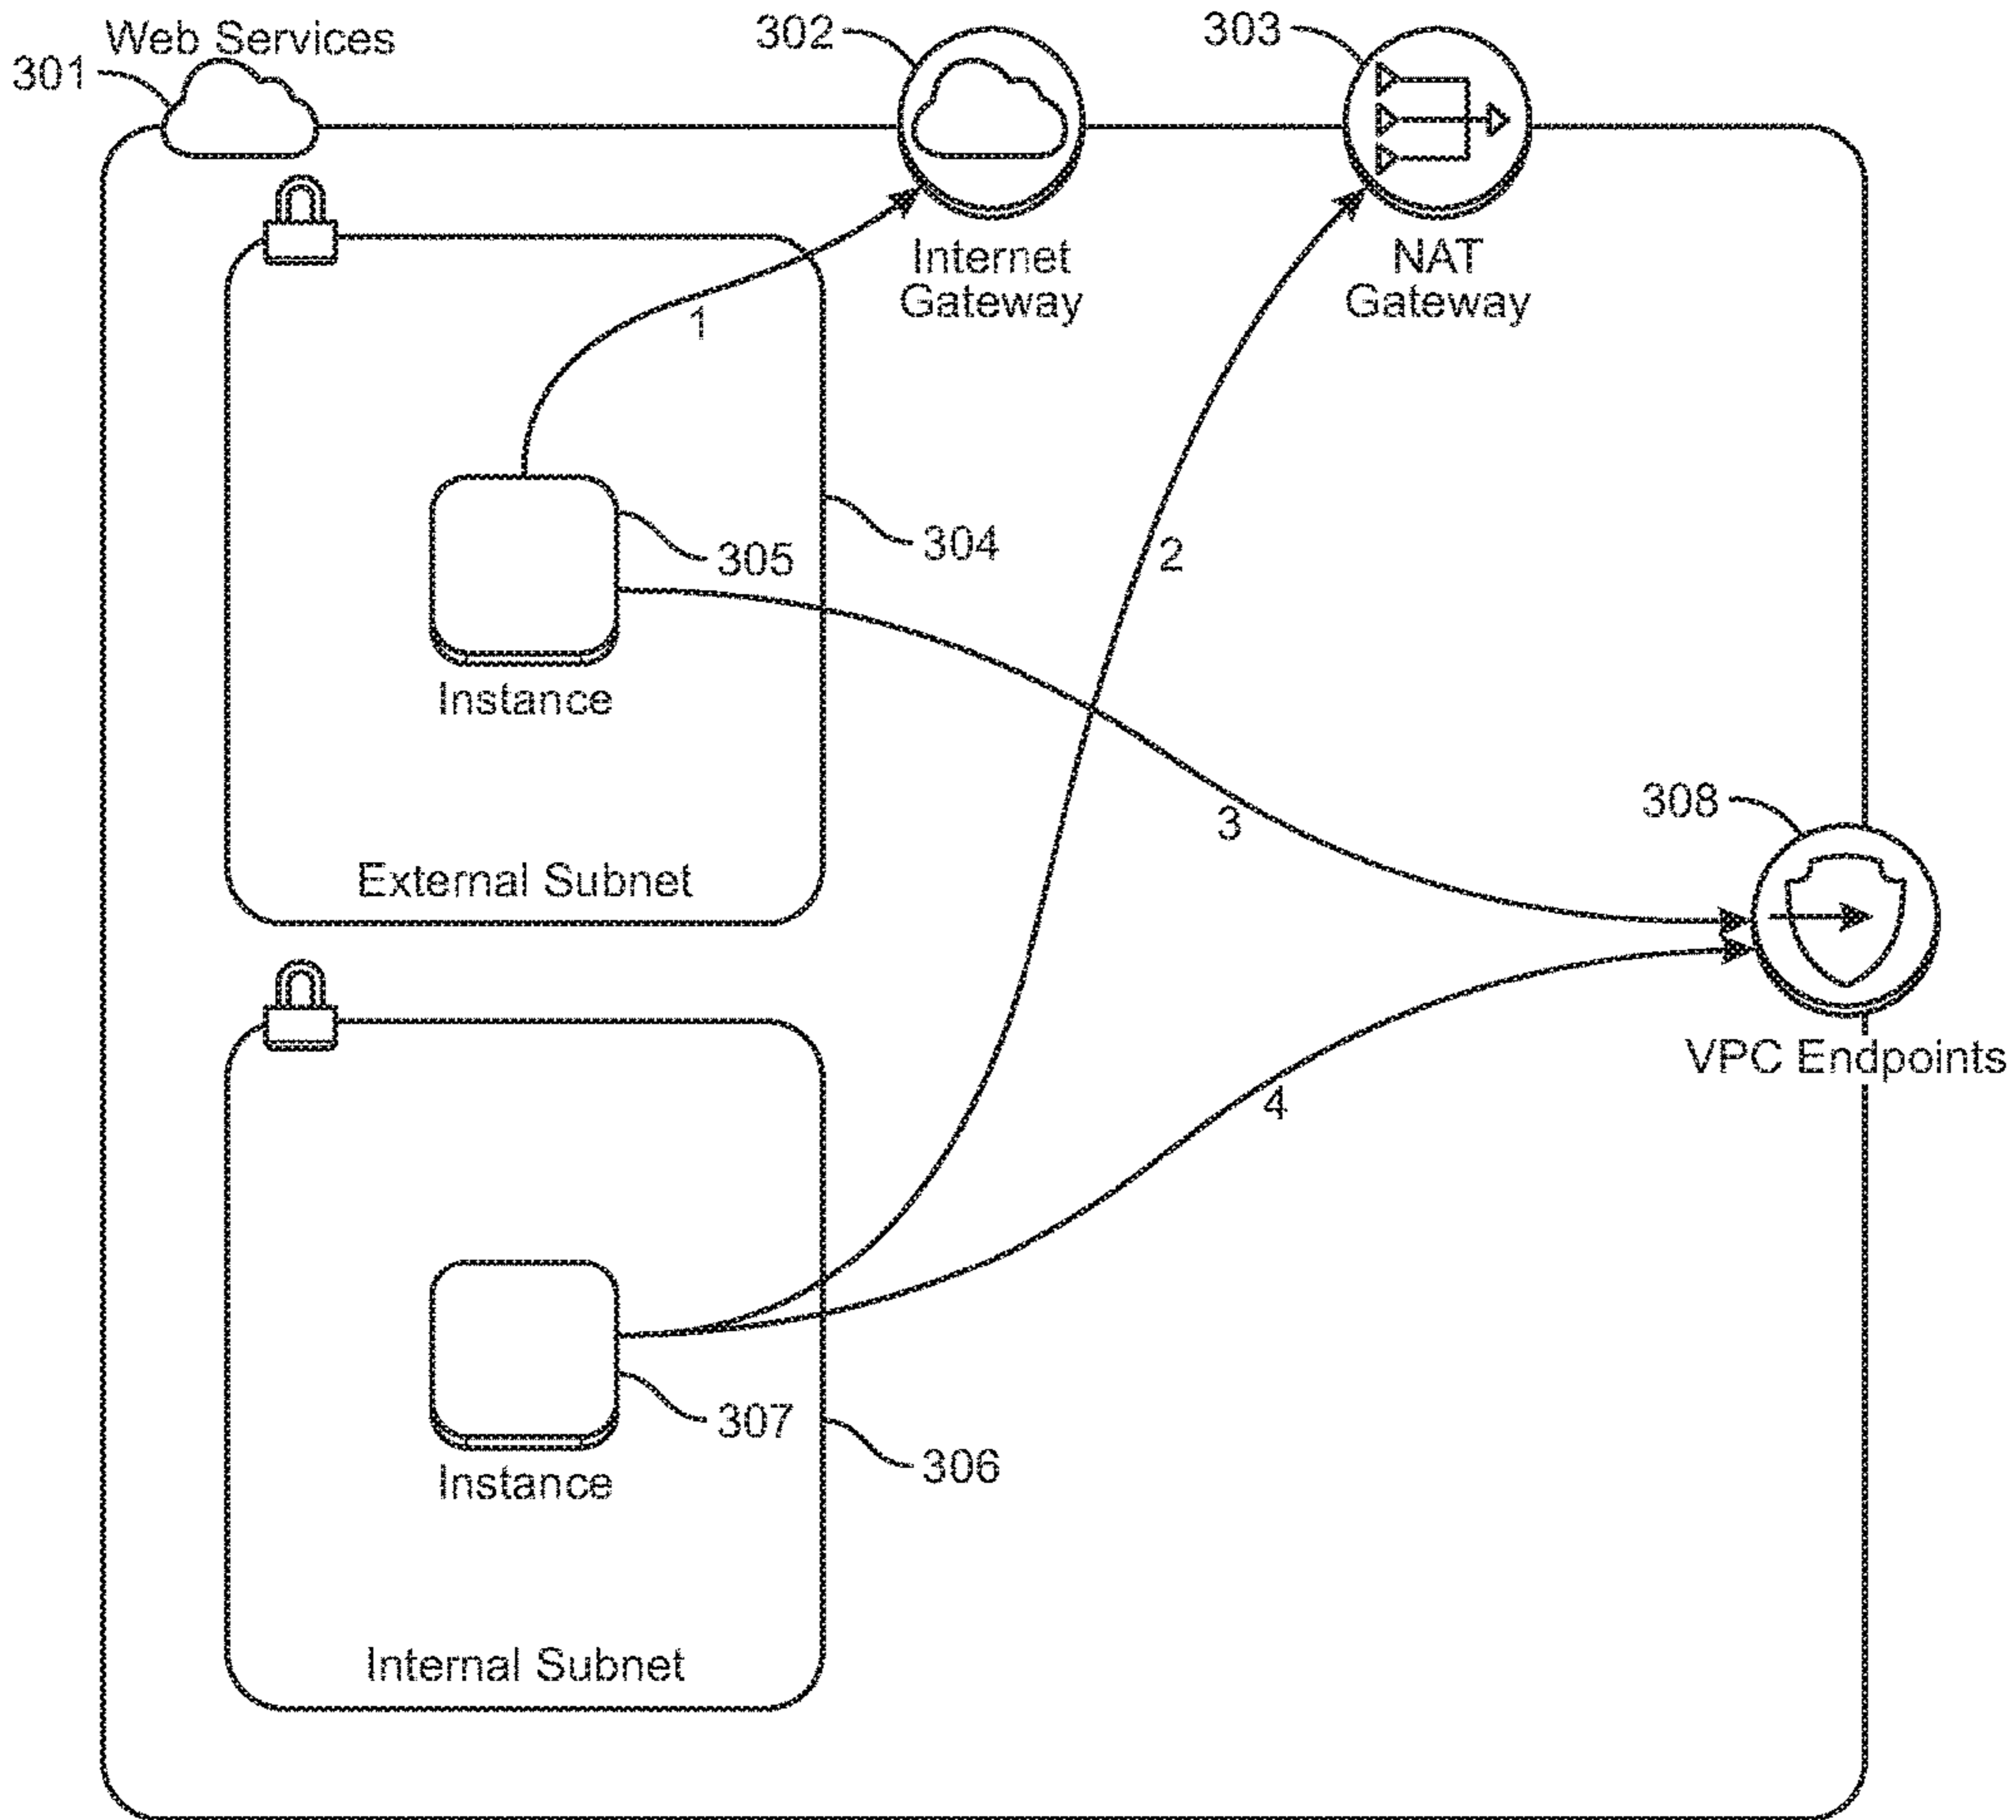 Web Services
301
302
303
Internet
Gateway
NAT
Gateway
1
304
305
2
Instance
3
308
External Subnet
VPC Endpoints
4
307
306
Instance
Internal Subnet